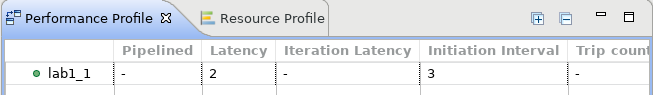 Performance Profile Resource Profile
Pipelined Latency Iteration Latency Initiation Interval Trip count
lab1_1 - 2 - 3 -